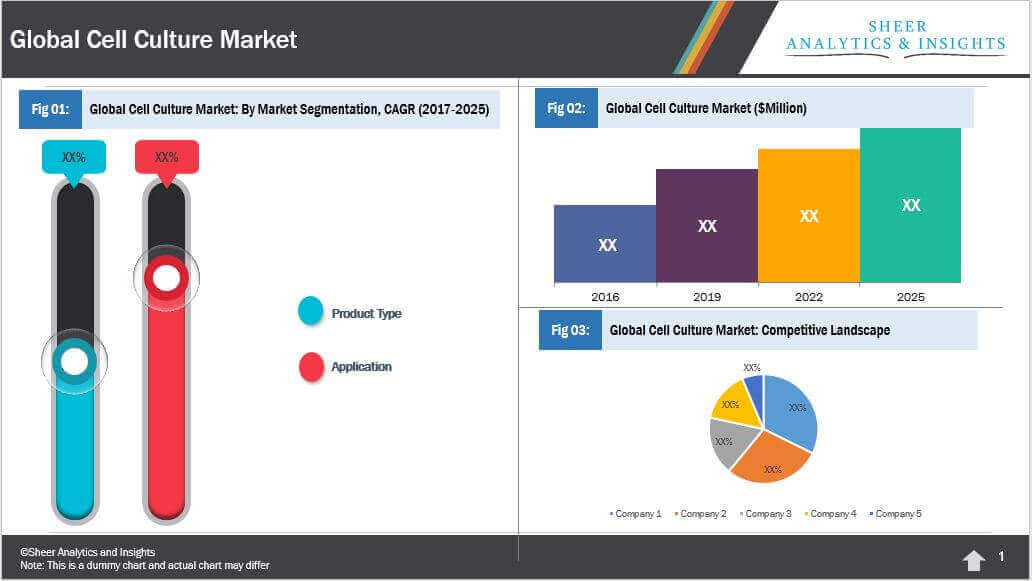 Global Cell Culture Market
SHEER
ANALYTICS & INSIGHTS
Fig 01:
Global Cell Culture Market: By Market Segmentation, CAGR (2017-2025)
XX%
XX%
Product Type
Application
Fig 02:
Global Cell Culture Market ($Million)
XX
XX
XX
XX
2016
2019
2022
2025
Fig 03:
Global Cell Culture Market: Competitive Landscape
XX%
XX%
XX%
XX%
XX%
Company 1
Company 2
Company 3
Company 4
Company 5
©Sheer Analytics and Insights
Note: This is a dummy chart and actual chart may differ
1